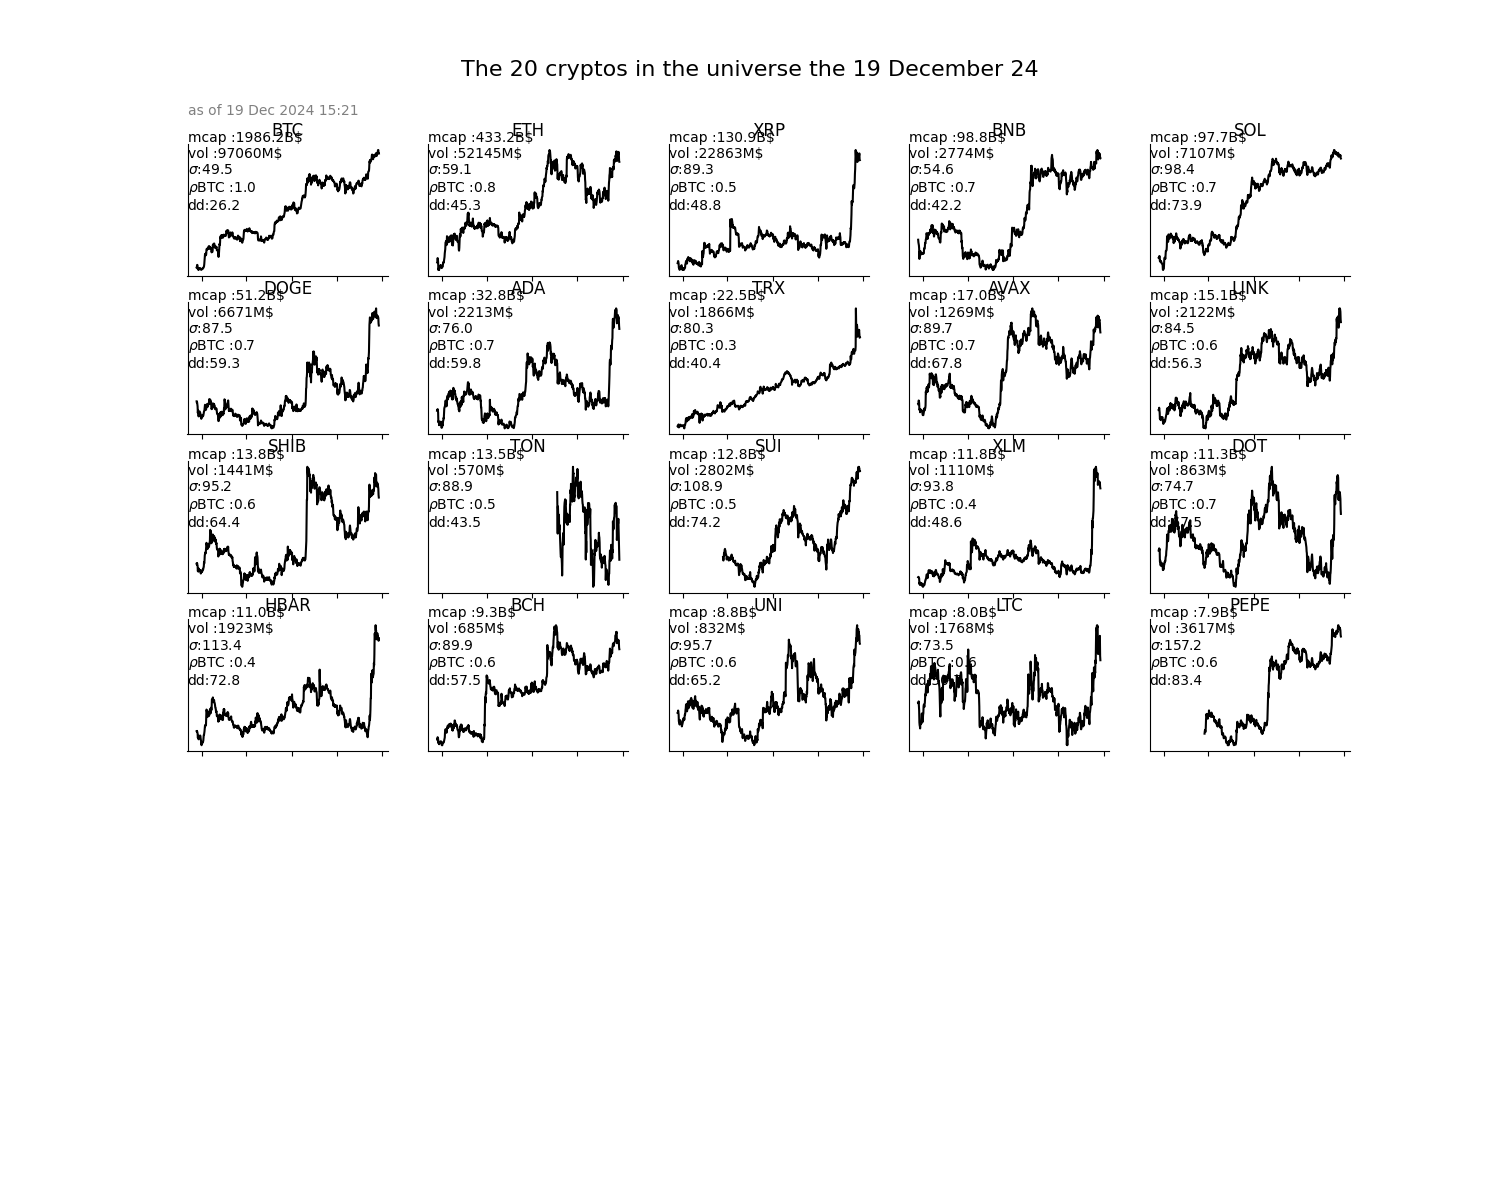 The 20 cryptos in the universe the 19 December 24
as of 19 Dec 2024 15:21
BTC
mcap :1986.2B$
vol :97060M$
σ:49.5
ρBTC :1.0
dd:26.2
ETH
mcap :433.2B$
vol :52145M$
σ:59.1
ρBTC :0.8
dd:45.3
XRP
mcap :130.9B$
vol :22863M$
σ:89.3
ρBTC :0.5
dd:48.8
BNB
mcap :98.8B$
vol :2774M$
σ:54.6
ρBTC :0.7
dd:42.2
SOL
mcap :97.7B$
vol :7107M$
σ:98.4
ρBTC :0.7
dd:73.9
DOGE
mcap :51.2B$
vol :6671M$
σ:87.5
ρBTC :0.7
dd:59.3
ADA
mcap :32.8B$
vol :2213M$
σ:76.0
ρBTC :0.7
dd:59.8
TRX
mcap :22.5B$
vol :1866M$
σ:80.3
ρBTC :0.3
dd:40.4
AVAX
mcap :17.0B$
vol :1269M$
σ:89.7
ρBTC :0.7
dd:67.8
LINK
mcap :15.1B$
vol :2122M$
σ:84.5
ρBTC :0.6
dd:56.3
SHIB
mcap :13.8B$
vol :1441M$
σ:95.2
ρBTC :0.6
dd:64.4
TON
mcap :13.5B$
vol :570M$
σ:88.9
ρBTC :0.5
dd:43.5
SUI
mcap :12.8B$
vol :2802M$
σ:108.9
ρBTC :0.5
dd:74.2
XLM
mcap :11.8B$
vol :1110M$
σ:93.8
ρBTC :0.4
dd:48.6
DOT
mcap :11.3B$
vol :863M$
σ:74.7
ρBTC :0.7
HBAR
mcap :11.0B$
vol :1923M$
σ:113.4
ρBTC :0.4
dd:72.8
BCH
mcap :9.3B$
vol :685M$
σ:89.9
ρBTC :0.6
dd:57.5
UNI
mcap :8.8B$
vol :832M$
σ:95.7
ρBTC :0.6
dd:65.2
LTC
mcap :8.0B$
vol :1768M$
σ:73.5
ρBTC :0.6
PEPE
mcap :7.9B$
vol :3617M$
σ:157.2
ρBTC :0.6
dd:83.4